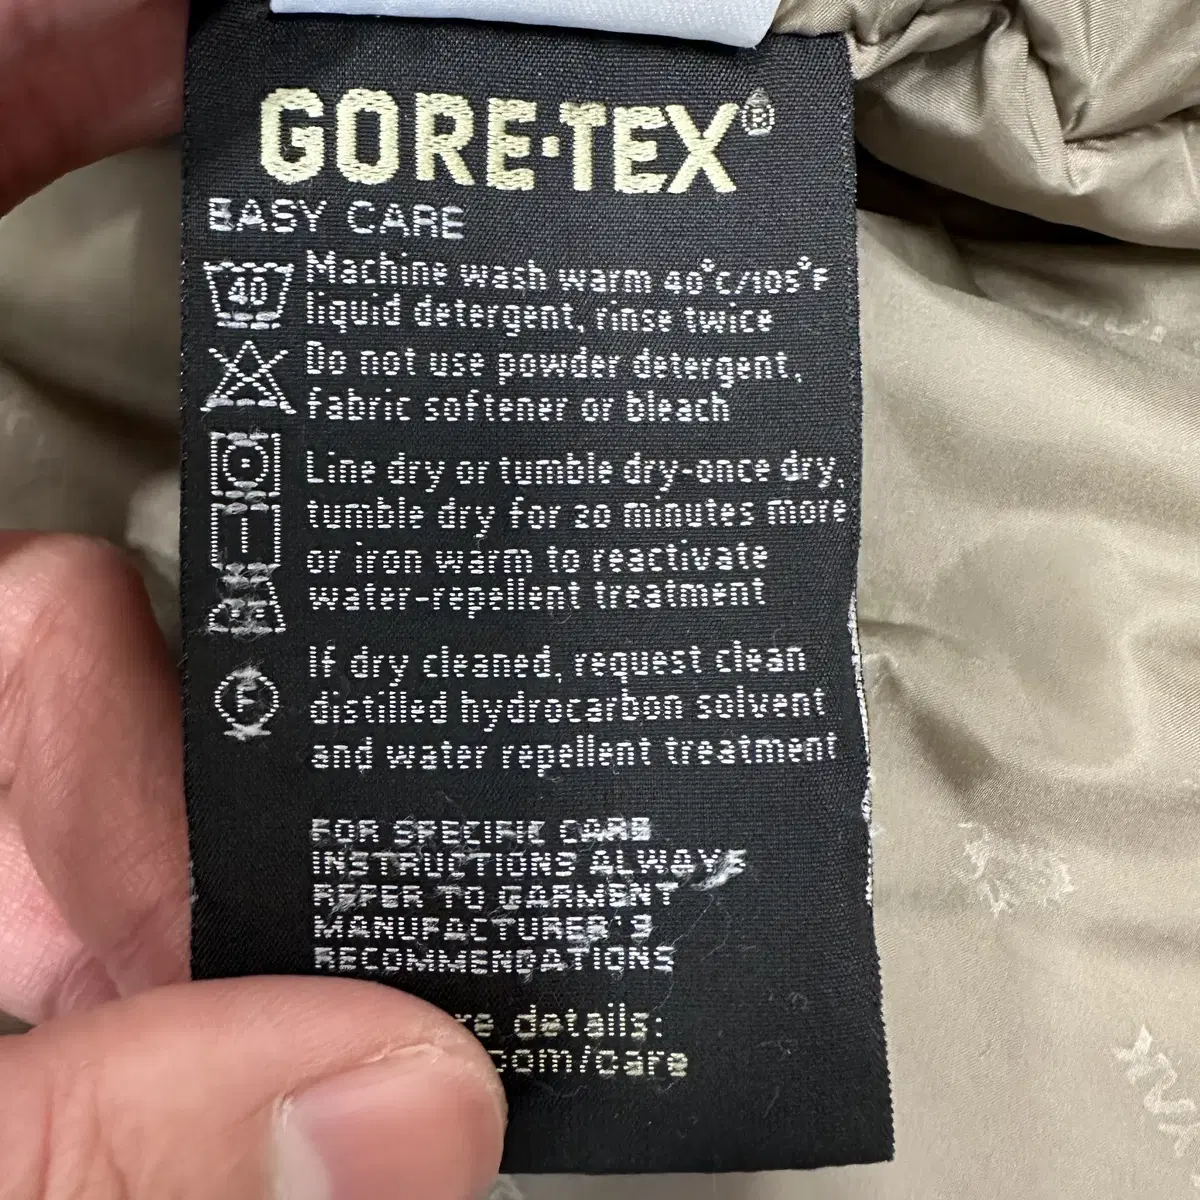 GORE-TEX®
EASY CARE
40
Machine wash warm 40°C/105°F
liquid detergent, rinse twice
Do not use powder detergent,
fabric softener or bleach
Line dry or tumble dry-once dry,
tumble dry for 20 minutes more
or iron warm to reactivate
water-repellent treatment
F
If dry cleaned, request clean
distilled hydrocarbon solvent
and water repellent treatment
FOR SPECIFIC CARE
INSTRUCTIONS ALWAYS
REFER TO GARMENT
MANUFACTURER'S
RECOMMENDATIONS
details:
.com/care